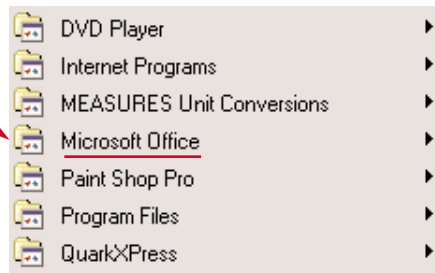 DVD Player
Internet Programs
MEASURES Unit Conversions
Microsoft Office
Paint Shop Pro
Program Files
QuarkXPress